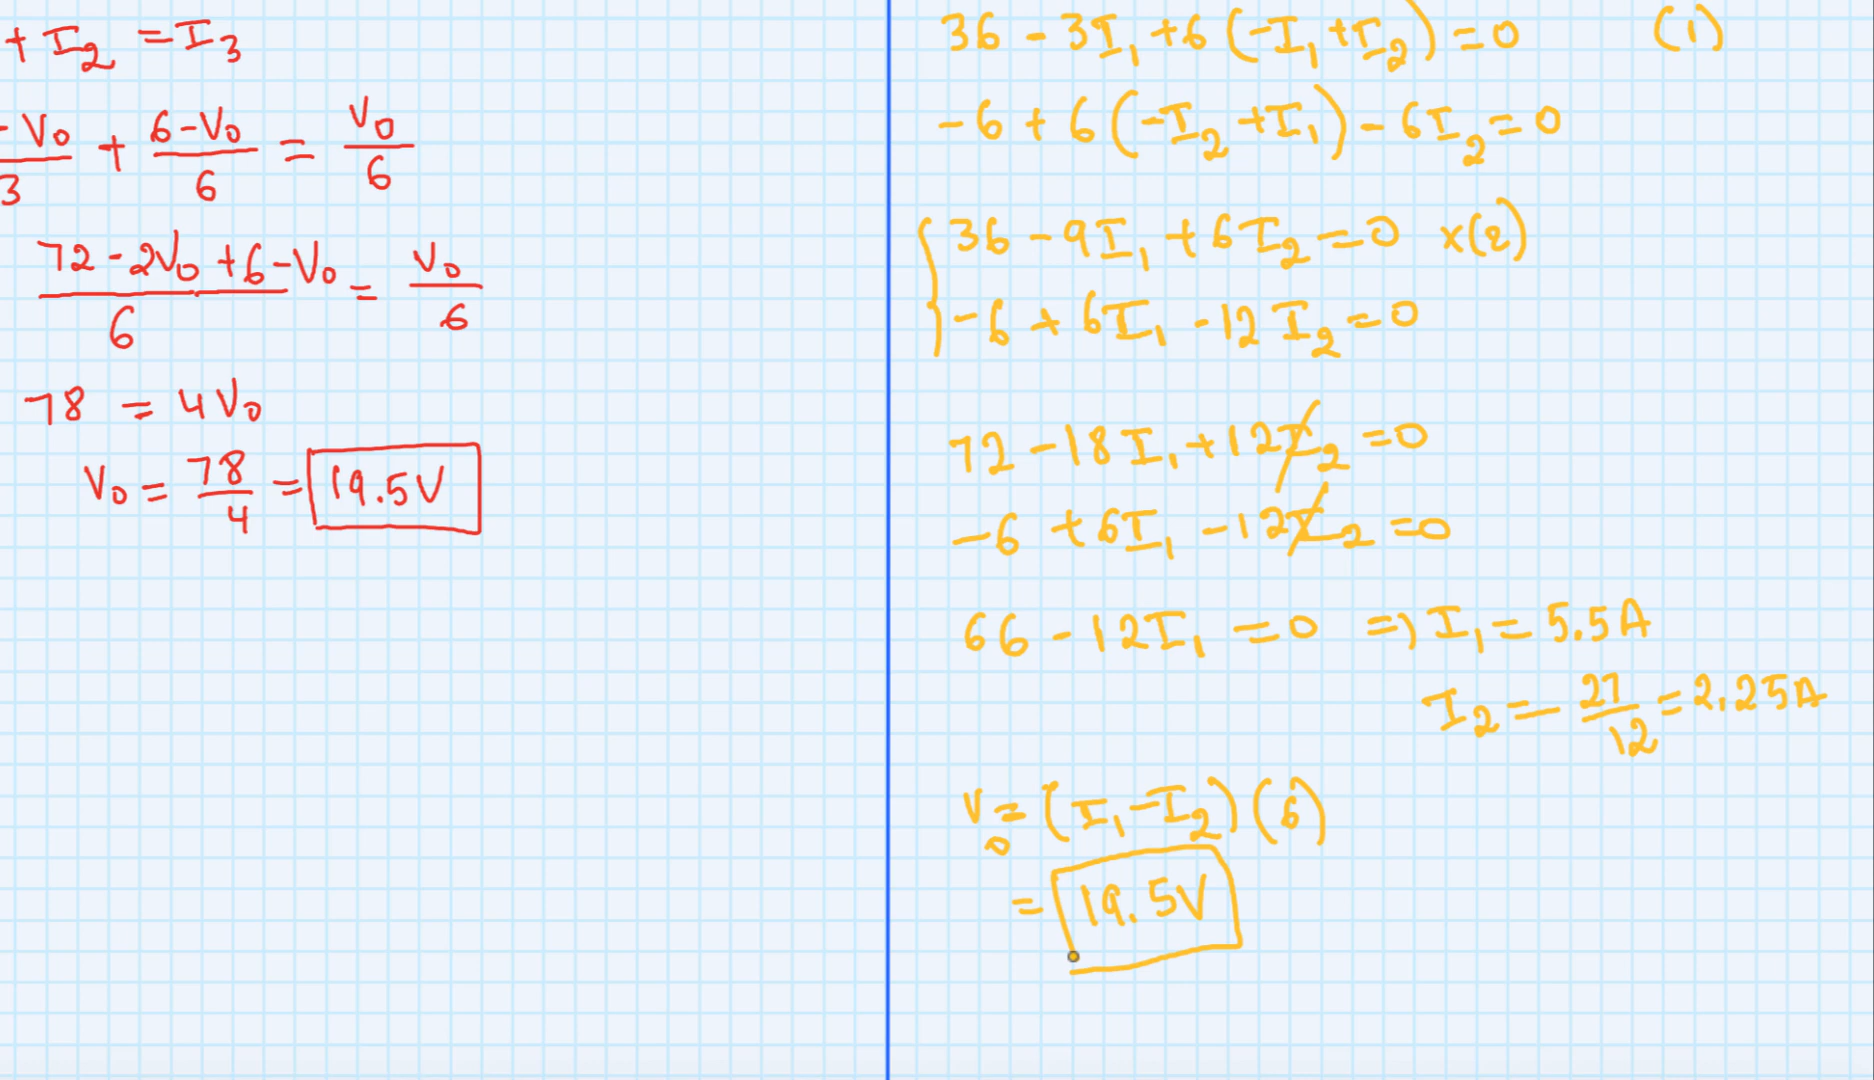 + I₂ = I₃
- V₀/3 + 6 - V₀/6 = V₀/6
72 - 2V₀ + 6 - V₀/6 = V₀/6
78 = 4V₀
V₀ = 78/4 = 19.5V
36 - 3I₁ + 6(-I₁ + I₂) = 0 (1)
-6 + 6(-I₂ + I₁) - 6I₂ = 0
36 - 9I₁ + 6I₂ = 0 x(2)
-6 + 6I₁ - 12I₂ = 0
72 - 18I₁ + 12I₂ = 0
-6 + 6I₁ - 12I₂ = 0
66 - 12I₁ = 0 => I₁ = 5.5A
I₂ = 27/12 = 2.25A
V₀ = (I₁ - I₂)(6)
= 19.5V